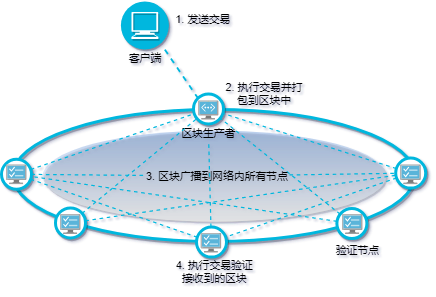 1. 发送交易
客户端
2. 执行交易并打
包到区块中
区块生产者
3. 区块广播到网络内所有节点
验证节点
4. 执行交易验证
接收到的区块